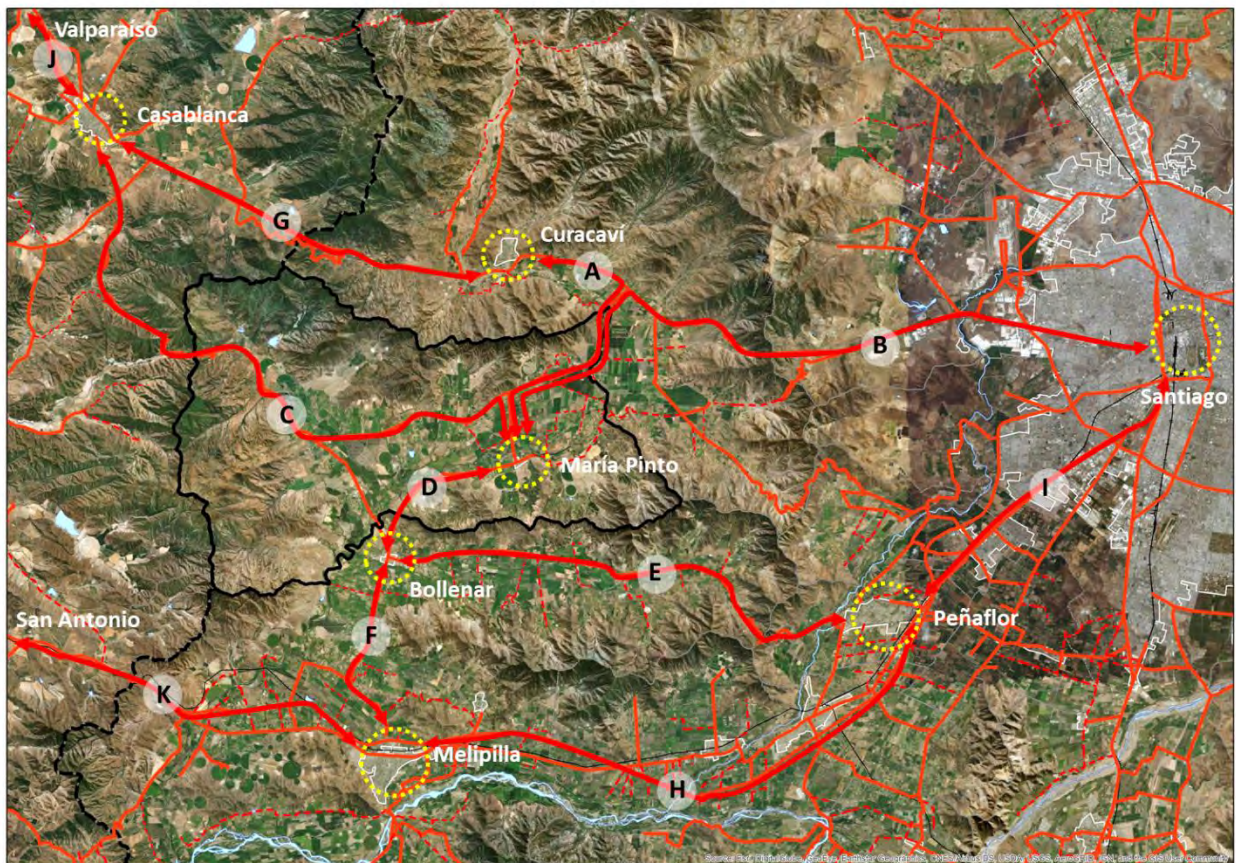 Valparaíso
J
Casablanca
G
Curacaví
A
B
Santiago
C
María Pinto
D
I
E
Bollenar
San Antonio
F
Peñaflor
K
Melipilla
H